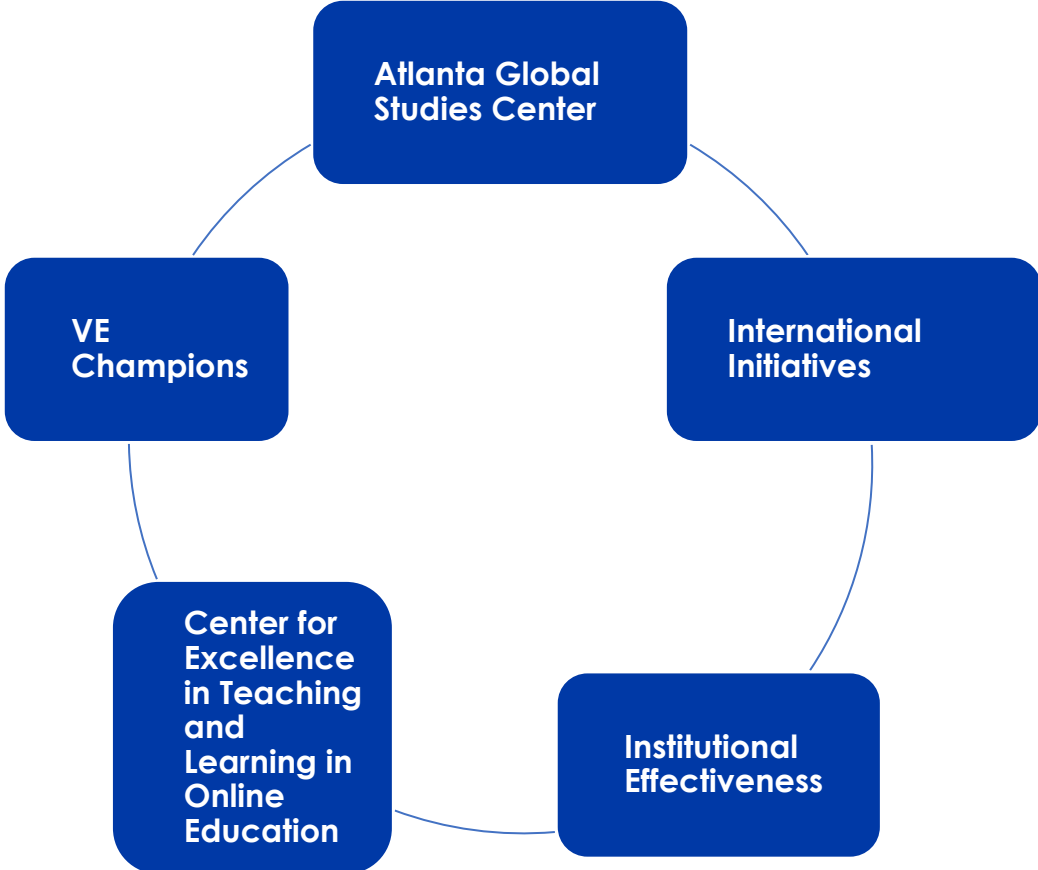 Atlanta Global
Studies Center
VE
Champions
International
Initiatives
Center for
Excellence
in Teaching
and
Learning in
Online
Education
Institutional
Effectiveness